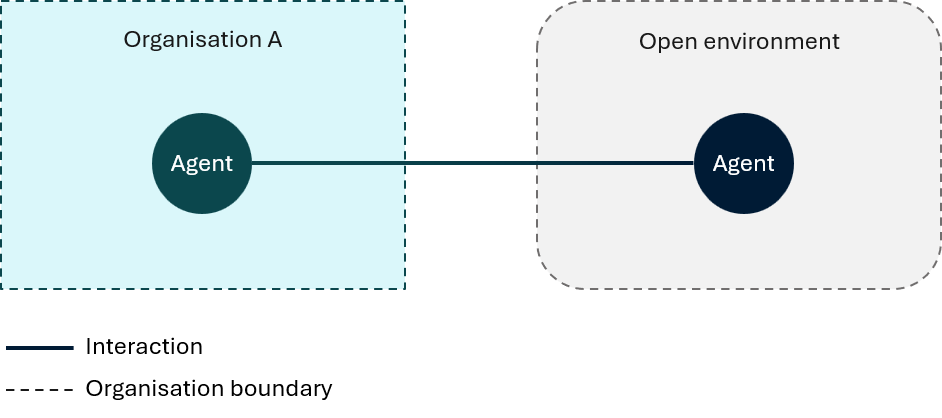 Organisation A
Open environment
Agent
Agent
Interaction
Organisation boundary